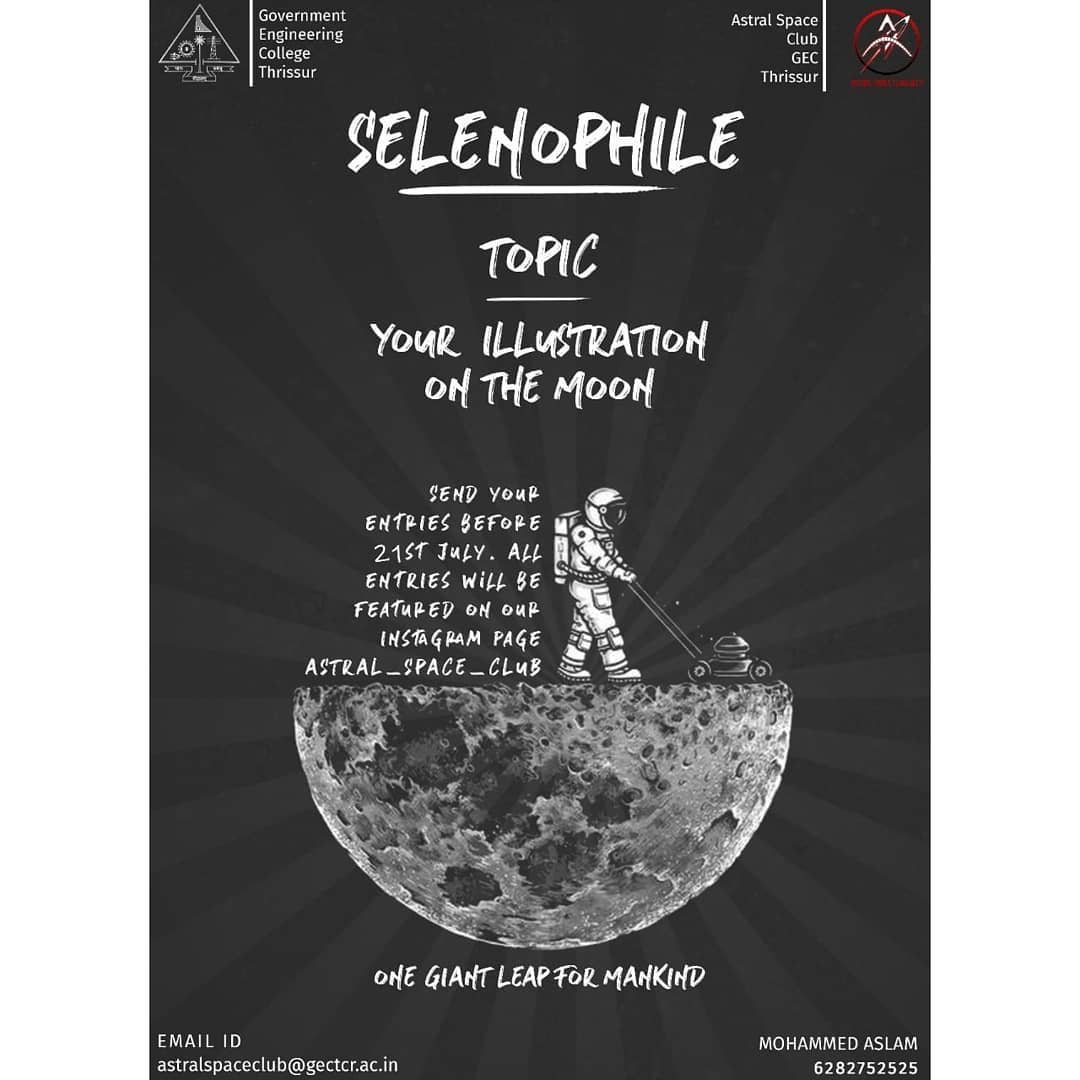 Government
Engineering
College
Thrissur
Astral Space
Club
GEC
Thrissur
SELENOPHILE
TOPIC
YOUR ILLUSTRATION
ON THE MOON
SEND YOUR
ENTRIES BEFORE
21ST JULY. ALL
ENTRIES WILL BE
FEATURED ON OUR
INSTAGRAM PAGE
ASTRAL_SPACE_CLUB
ONE GIANT LEAP FOR MANKIND
EMAIL ID
astralspaceclub@gectcr.ac.in
MOHAMMED ASLAM
6282752525